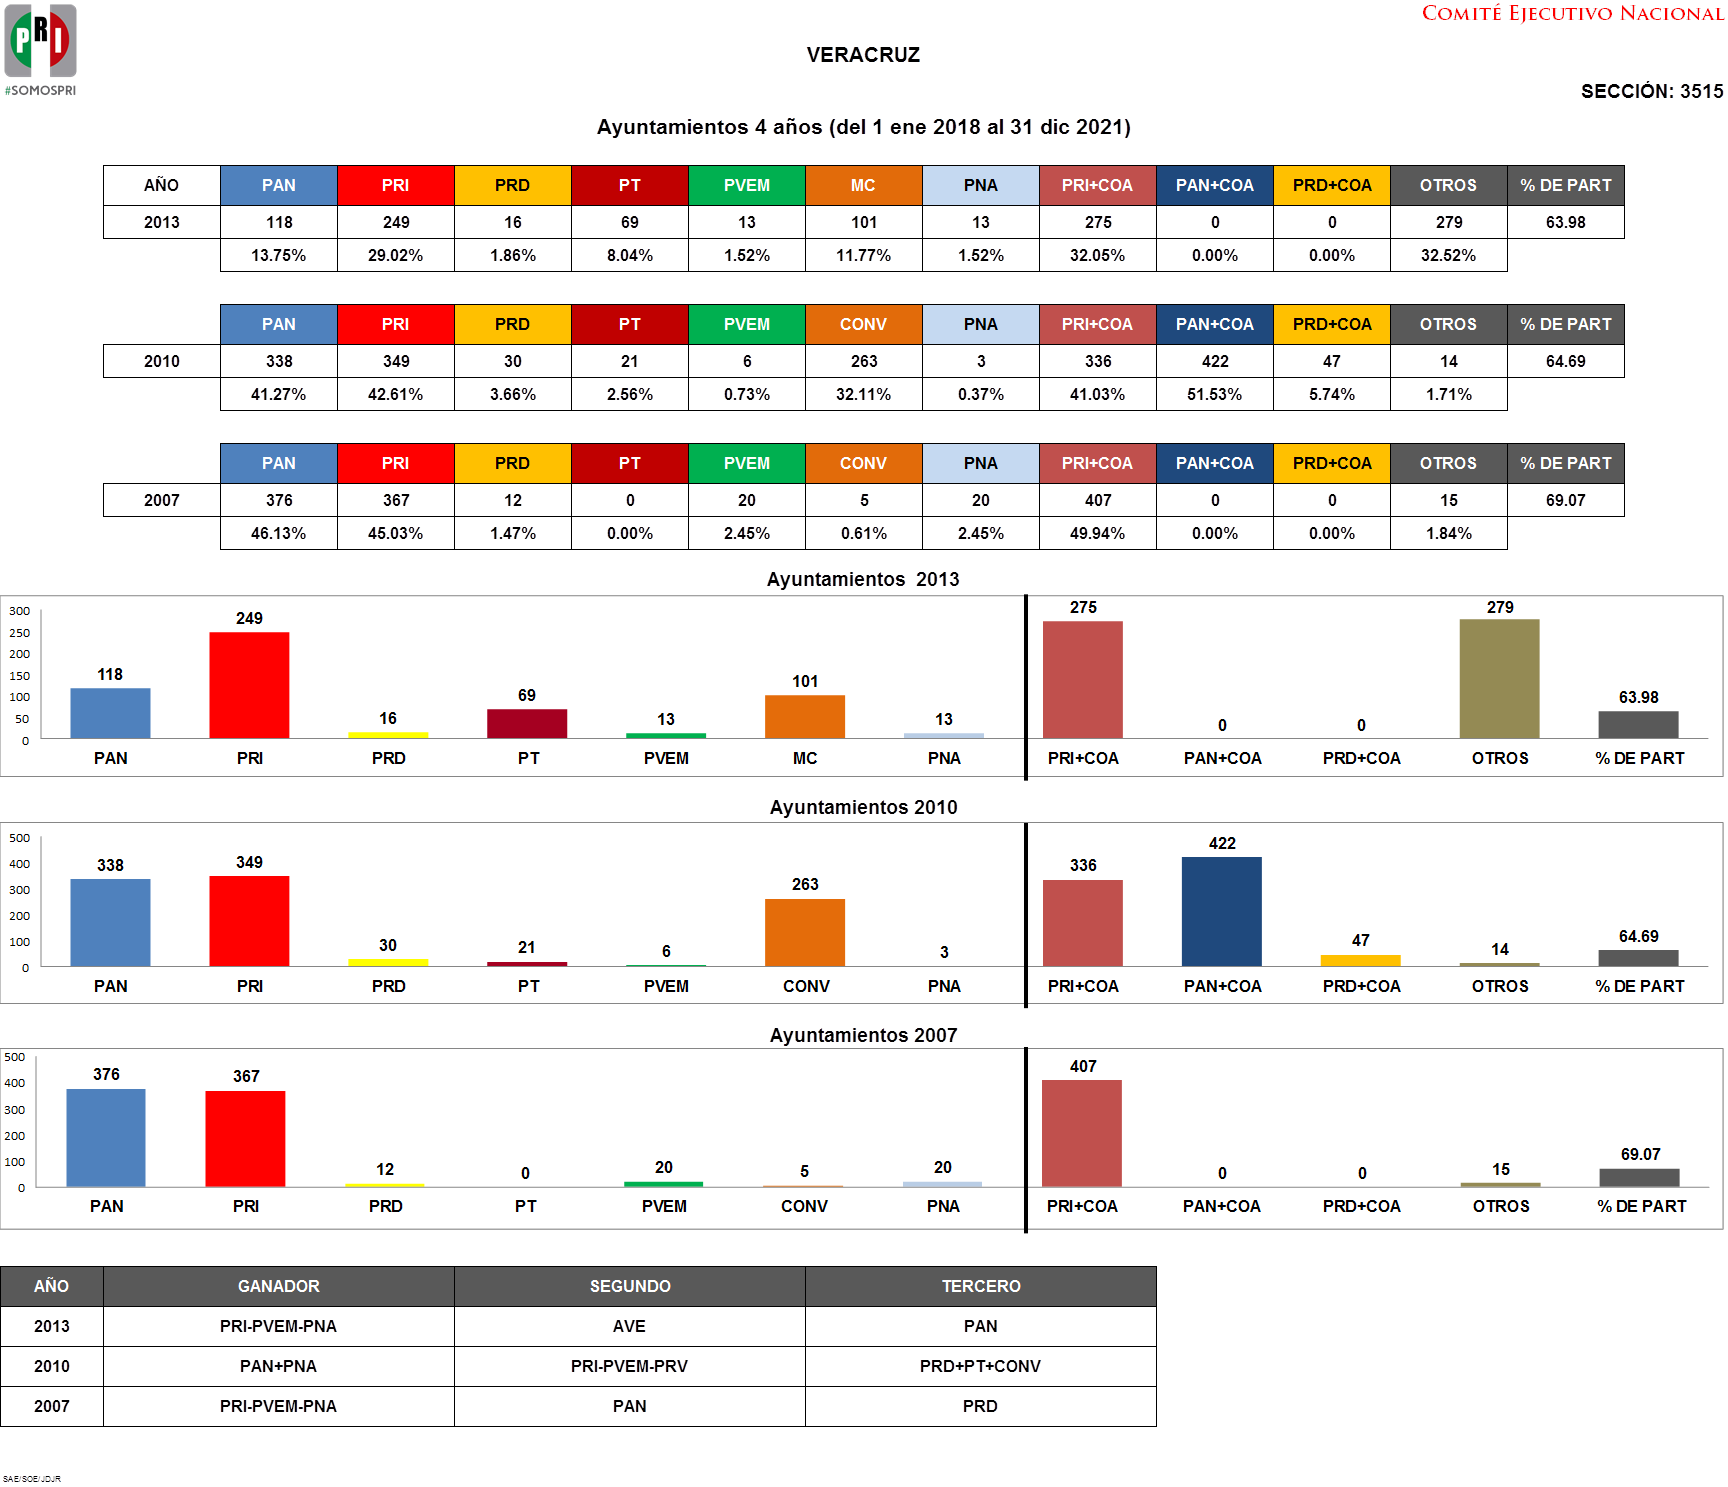 PRI
#SOMOSPRI
COMITÉ EJECUTIVO NACIONAL
VERACRUZ
SECCIÓN: 3515
Ayuntamientos 4 años (del 1 ene 2018 al 31 dic 2021)
AÑO PAN PRI PRD PT PVEM MC PNA PRI+COA PAN+COA PRD+COA OTROS % DE PART
2013 118 249 16 69 13 101 13 275 0 0 279 63.98
13.75% 29.02% 1.86% 8.04% 1.52% 11.77% 1.52% 32.05% 0.00% 0.00% 32.52%
PAN PRI PRD PT PVEM CONV PNA PRI+COA PAN+COA PRD+COA OTROS % DE PART
2010 338 349 30 21 6 263 3 336 422 47 14 64.69
41.27% 42.61% 3.66% 2.56% 0.73% 32.11% 0.37% 41.03% 51.53% 5.74% 1.71%
PAN PRI PRD PT PVEM CONV PNA PRI+COA PAN+COA PRD+COA OTROS % DE PART
2007 376 367 12 0 20 5 20 407 0 0 15 69.07
46.13% 45.03% 1.47% 0.00% 2.45% 0.61% 2.45% 49.94% 0.00% 0.00% 1.84%
Ayuntamientos 2013
300
250
200
150
100
50
0
118 249 16 69 13 101 13 275 0 0 279 63.98
PAN PRI PRD PT PVEM MC PNA PRI+COA PAN+COA PRD+COA OTROS % DE PART
Ayuntamientos 2010
500
400
300
200
100
0
338 349 30 21 6 263 3 336 422 47 14 64.69
PAN PRI PRD PT PVEM CONV PNA PRI+COA PAN+COA PRD+COA OTROS % DE PART
Ayuntamientos 2007
500
400
300
200
100
0
376 367 12 0 20 5 20 407 0 0 15 69.07
PAN PRI PRD PT PVEM CONV PNA PRI+COA PAN+COA PRD+COA OTROS % DE PART
AÑO GANADOR SEGUNDO TERCERO
2013 PRI-PVEM-PNA AVE PAN
2010 PAN+PNA PRI-PVEM-PRV PRD+PT+CONV
2007 PRI-PVEM-PNA PAN PRD
SAE/SOE/JDJR